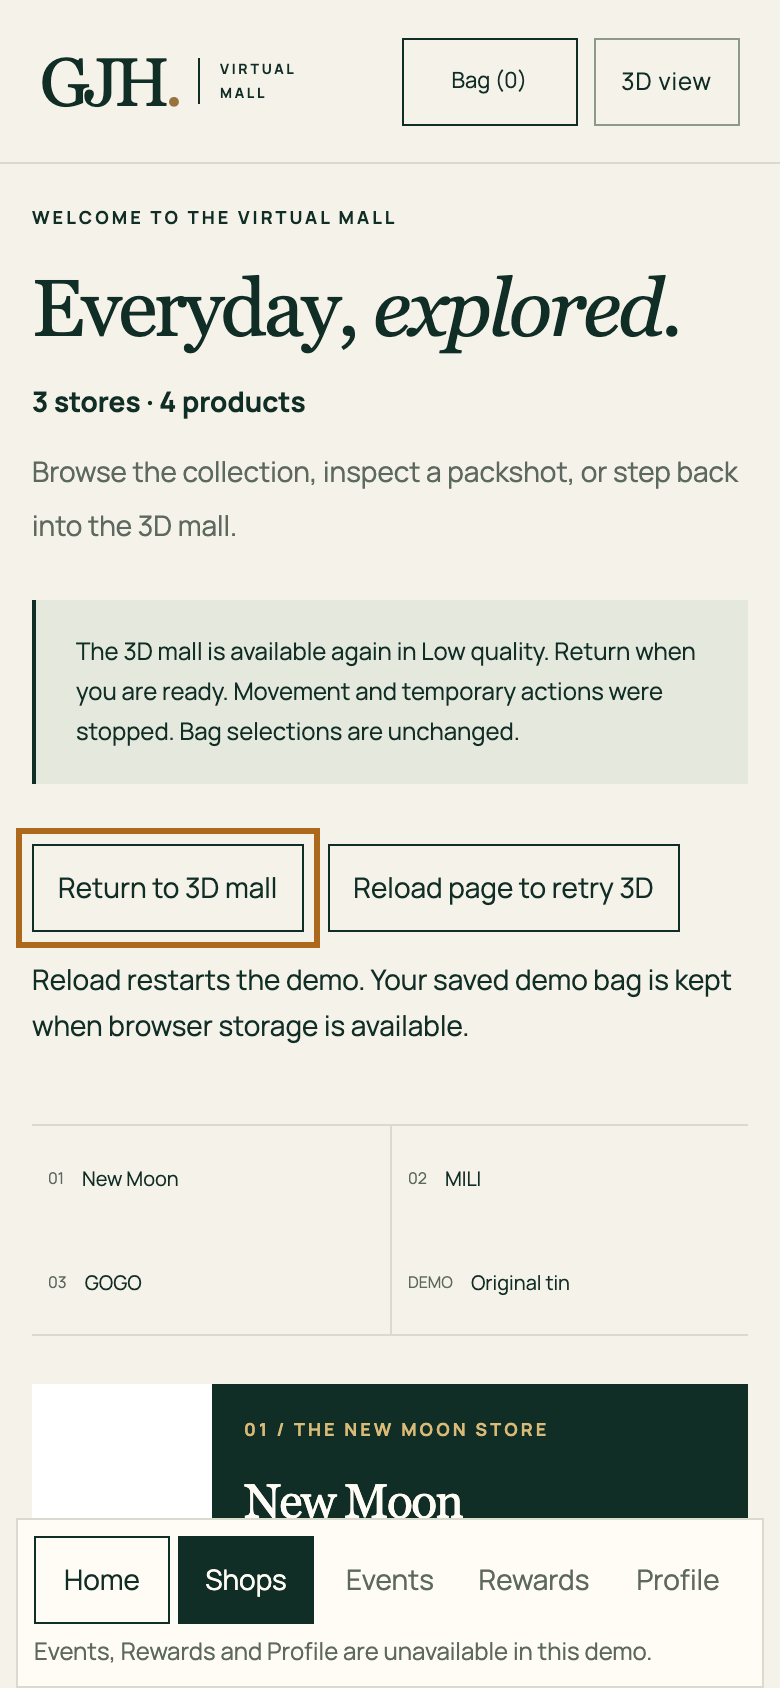 GJH.
VIRTUAL
MALL
Bag (0)
3D view
WELCOME TO THE VIRTUAL MALL
Everyday, explored.
3 stores · 4 products
Browse the collection, inspect a packshot, or step back
into the 3D mall.
The 3D mall is available again in Low quality. Return when
you are ready. Movement and temporary actions were
stopped. Bag selections are unchanged.
Return to 3D mall
Reload page to retry 3D
Reload restarts the demo. Your saved demo bag is kept
when browser storage is available.
01 New Moon
02 MILI
03 GOGO
DEMO Original tin
01 / THE NEW MOON STORE
New Moon
Home
Shops
Events
Rewards
Profile
Events, Rewards and Profile are unavailable in this demo.